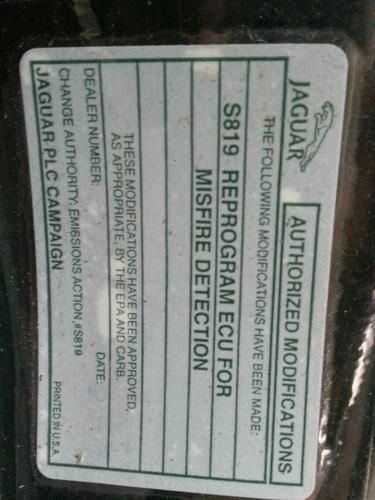 JAGUAR
AUTHORIZED MODIFICATIONS
THE FOLLOWING MODIFICATIONS HAVE BEEN MADE:
S819 REPROGRAM ECU FOR
MISFIRE DETECTION
THESE MODIFICATIONS HAVE BEEN APPROVED,
AS APPROPRIATE, BY THE EPA AND CARB.
DEALER NUMBER: DATE:
CHANGE AUTHORITY: EMISSIONS ACTION #S819
JAGUAR PLC CAMPAIGN PRINTED IN U.S.A.